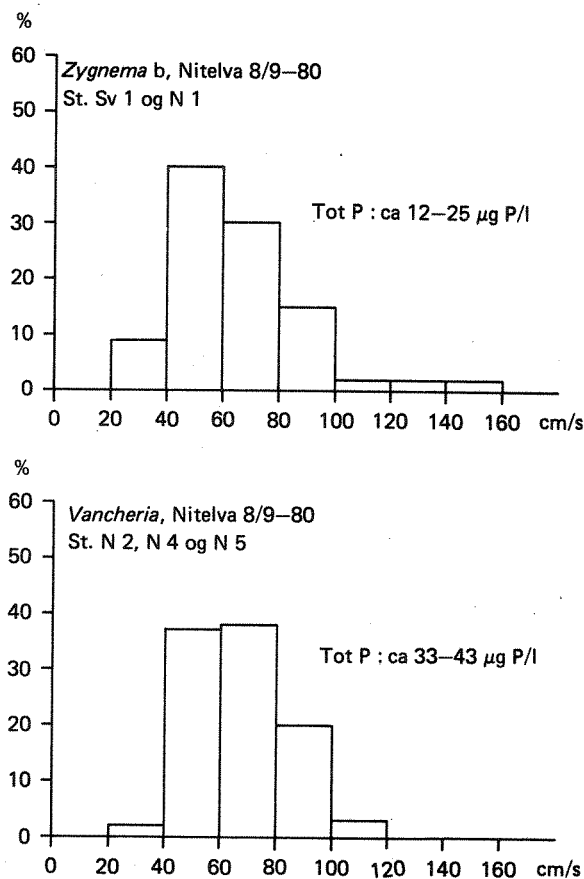 %
60
Zygnema b, Nitelva 8/9–80
St. Sv 1 og N 1
50
40
Tot P : ca 12–25 μg P/l
30
20
10
0
0 20 40 60 80 100 120 140 160 cm/s
%
60
Vancheria, Nitelva 8/9–80
St. N 2, N 4 og N 5
50
40
Tot P : ca 33–43 μg P/l
30
20
10
0
0 20 40 60 80 100 120 140 160 cm/s